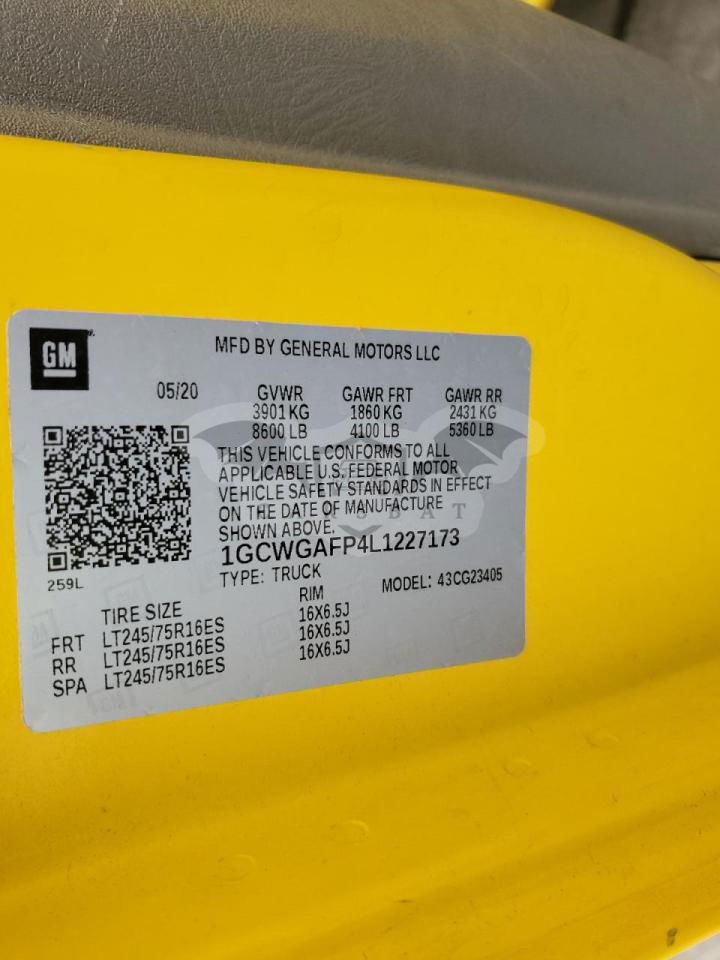 GM
MFD BY GENERAL MOTORS LLC
05/20 GVWR GAWR FRT GAWR RR
3901 KG 1860 KG 2431 KG
8600 LB 4100 LB 5360 LB
THIS VEHICLE CONFORMS TO ALL
APPLICABLE U.S. FEDERAL MOTOR
VEHICLE SAFETY STANDARDS IN EFFECT
ON THE DATE OF MANUFACTURE
SHOWN ABOVE.
1GCWGAFP4L1227173
259L
TYPE: TRUCK MODEL: 43CG23405
TIRE SIZE RIM
FRT LT245/75R16ES 16X6.5J
RR LT245/75R16ES 16X6.5J
SPA LT245/75R16ES 16X6.5J